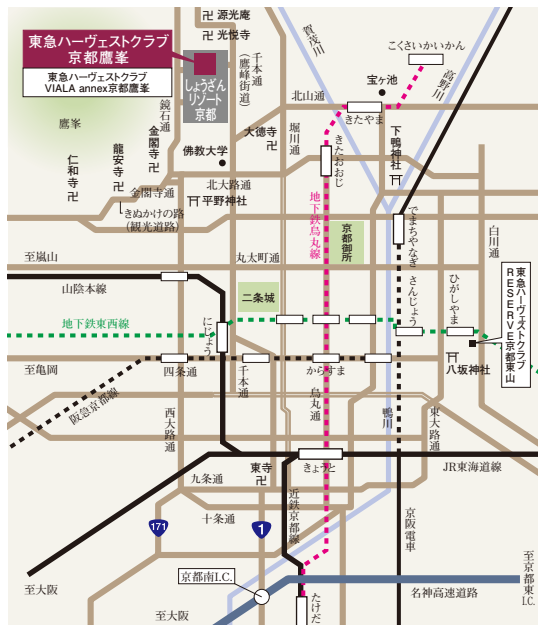 源光庵
光悦寺
賀茂川
こくさいかいかん
東急ハーヴェストクラブ
京都鷹峯
東急ハーヴェストクラブ
VIALA annex京都鷹峯
しょうざん
リゾート
京都
千本通
(鷹峰街道)
宝ヶ池
高野川
北山通
きたやま
鏡石通
鷹峯
金閣寺
龍安寺
仁和寺
佛教大学
大徳寺
堀川通
きたおおじ
下鴨神社
北大路通
金閣寺通
平野神社
きぬかけの路
(観光道路)
地下鉄烏丸線
京都御所
でまちやなぎ
白川通
至嵐山
丸太町通
山陰本線
二条城
さんじょう
ひがしやま
東急ハーヴェストクラブ
RESERVE京都東山
地下鉄東西線
にじょう
至亀岡
四条通
からすま
八坂神社
阪急京都線
千本通
烏丸通
鴨川
東大路通
西大路通
東寺
きょうと
JR東海道線
九条通
近鉄京都線
十条通
171
1
京阪電車
京都南I.C.
至京都東I.C.
名神高速道路
至大阪
至大阪
たけだ